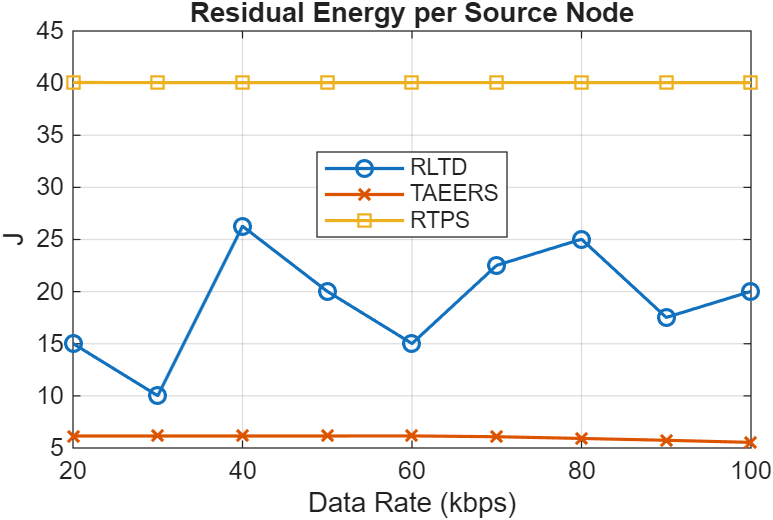 Residual Energy per Source Node
45
40
35
30
25
20
15
10
5
J
RLTD
TAEERS
RTPS
20 40 60 80 100
Data Rate (kbps)